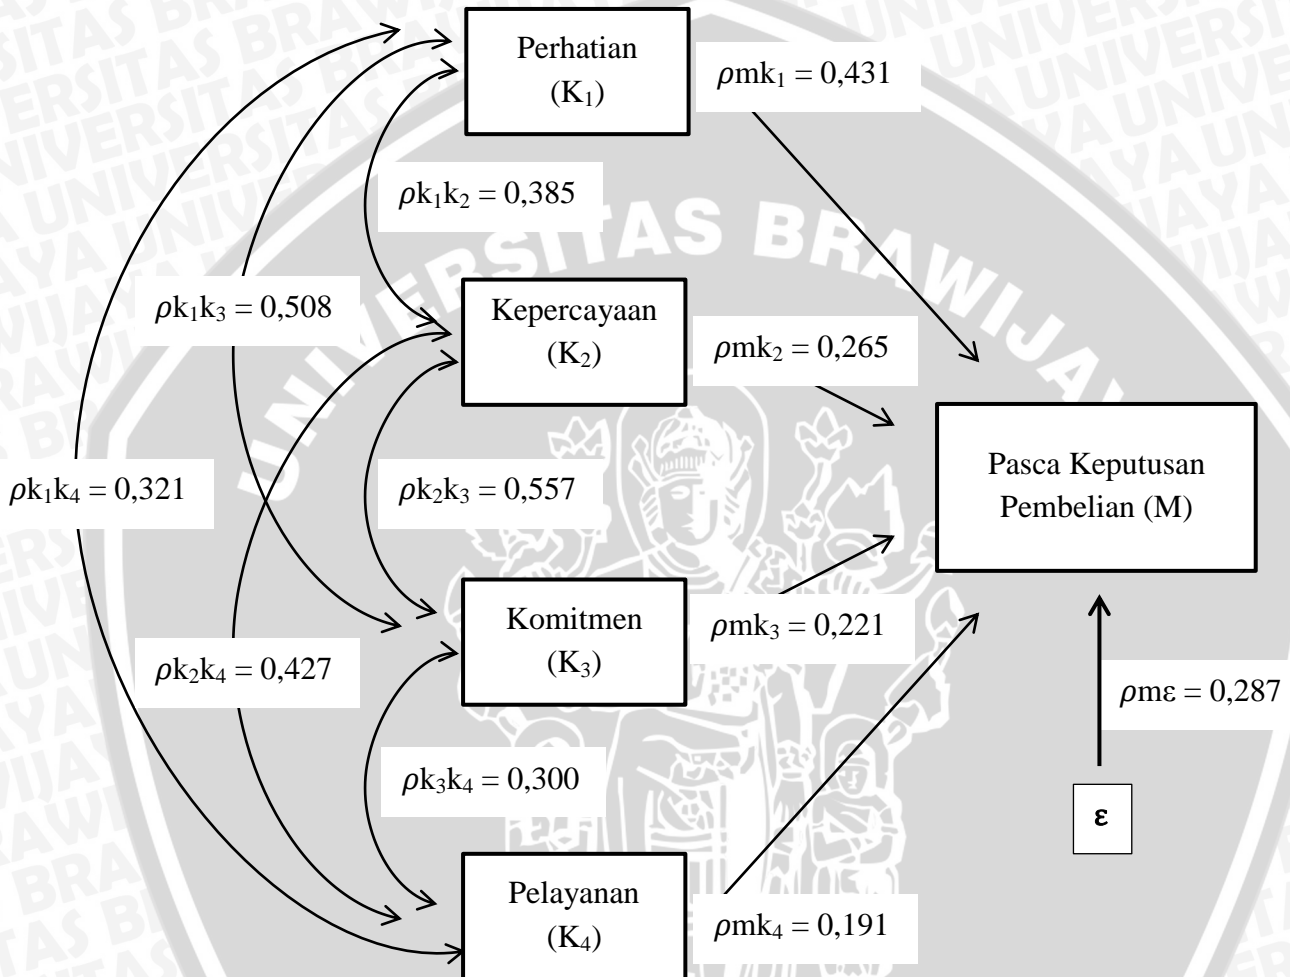 Perhatian
(K₁)
ρmk₁ = 0,431
ρk₁k₂ = 0,385
ρk₁k₃ = 0,508
Kepercayaan
(K₂)
ρmk₂ = 0,265
Pasca Keputusan
Pembelian (M)
ρk₁k₄ = 0,321
ρk₂k₃ = 0,557
Komitmen
(K₃)
ρmk₃ = 0,221
ρk₂k₄ = 0,427
ρmε = 0,287
ρk₃k₄ = 0,300
ε
Pelayanan
(K₄)
ρmk₄ = 0,191
UNIVERSITAS BRAWIJAY